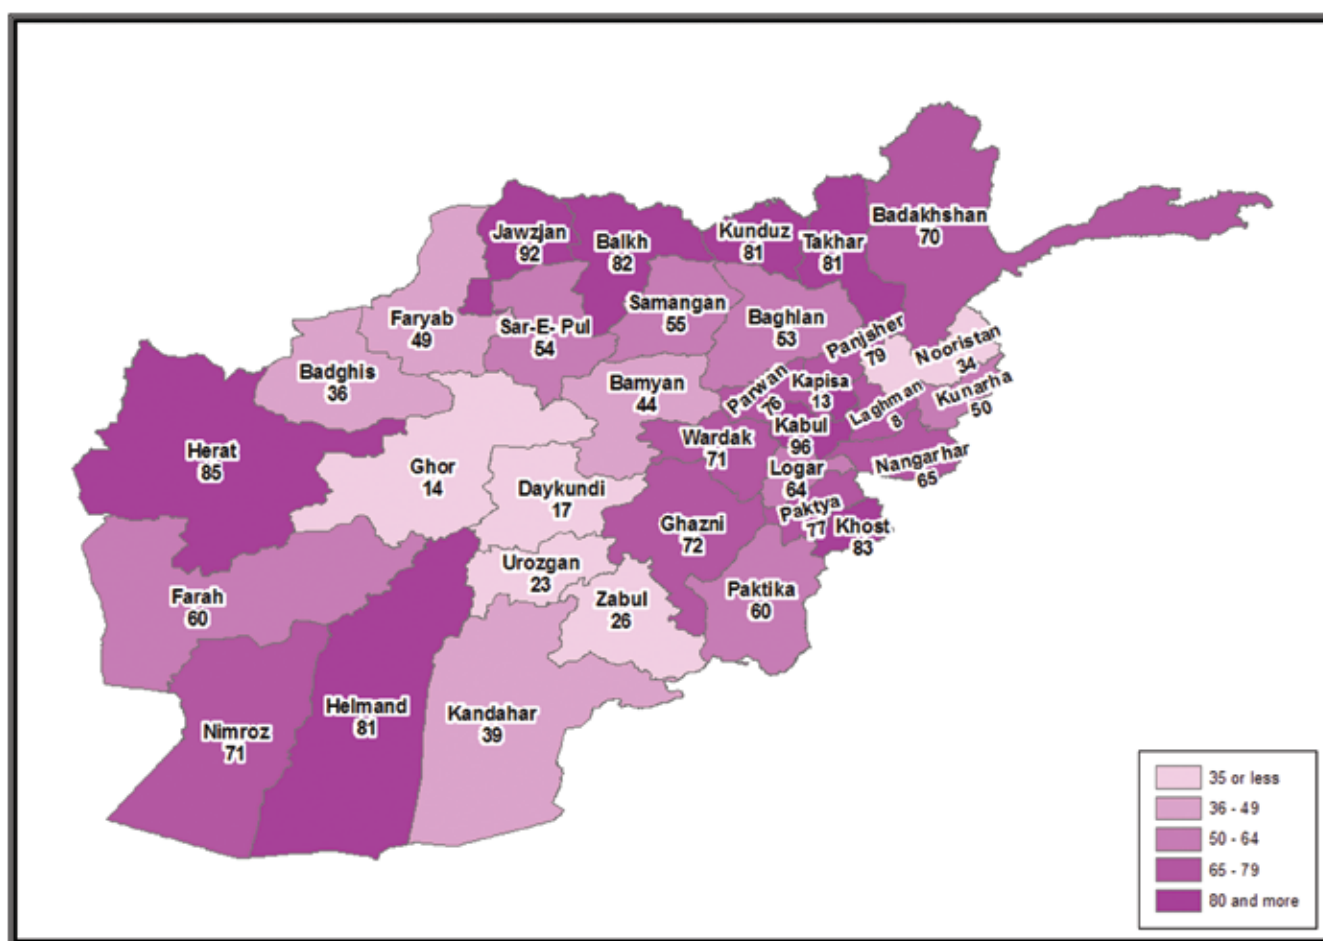 Badakhshan
70
Jawzjan
92
Balkh
82
Kunduz
81
Takhar
81
Samangan
55
Faryab
49
Sar-E- Pul
54
Baghlan
53
Panjsher
79
Nooristan
34
Badghis
36
Bamyan
44
Parwan
76
Kapisa
13
Laghman
8
Kunarha
50
Herat
85
Ghor
14
Wardak
71
Kabul
96
Nangarhar
65
Daykundi
17
Logar
64
Ghazni
72
Paktya
77
Khost
83
Urozgan
23
Farah
60
Zabul
26
Paktika
60
Helmand
81
Kandahar
39
Nimroz
71
35 or less
36 - 49
50 - 64
65 - 79
80 and more